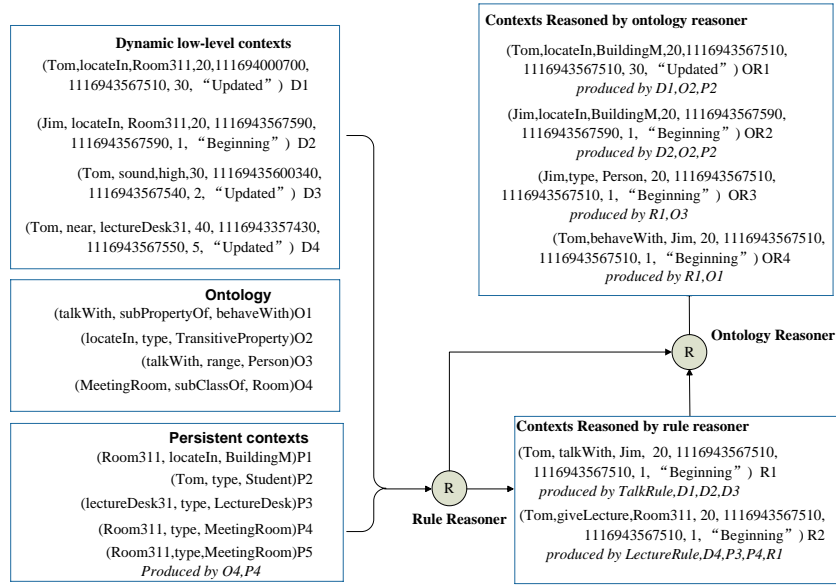 Dynamic low-level contexts
(Tom,locateIn,Room311,20,111694000700,
1116943567510, 30, “Updated”) D1
(Jim, locateIn, Room311,20, 1116943567590,
1116943567590, 1, “Beginning”) D2
(Tom, sound,high,30, 11169435600340,
1116943567540, 2, “Updated”) D3
(Tom, near, lectureDesk31, 40, 1116943357430,
1116943567550, 5, “Updated”) D4
Ontology
(talkWith, subPropertyOf, behaveWith)O1
(locateIn, type, TransitiveProperty)O2
(talkWith, range, Person)O3
(MeetingRoom, subClassOf, Room)O4
Persistent contexts
(Room311, locateIn, BuildingM)P1
(Tom, type, Student)P2
(lectureDesk31, type, LectureDesk)P3
(Room311, type, MeetingRoom)P4
(Room311,type,MeetingRoom)P5
Produced by O4,P4
R
Rule Reasoner
Contexts Reasoned by ontology reasoner
(Tom,locateIn,BuildingM,20,1116943567510,
1116943567510, 30, “Updated”) OR1
produced by D1,O2,P2
(Jim,locateIn,BuildingM,20, 1116943567590,
1116943567590, 1, “Beginning”) OR2
produced by D2,O2,P2
(Jim,type, Person, 20, 1116943567510,
1116943567510, 1, “Beginning”) OR3
produced by R1,O3
(Tom,behaveWith, Jim, 20, 1116943567510,
1116943567510, 1, “Beginning”) OR4
produced by R1,O1
R
Ontology Reasoner
Contexts Reasoned by rule reasoner
(Tom, talkWith, Jim, 20, 1116943567510,
1116943567510, 1, “Beginning”) R1
produced by TalkRule,D1,D2,D3
(Tom,giveLecture,Room311, 20, 1116943567510,
1116943567510, 1, “Beginning”) R2
produced by LectureRule,D4,P3,P4,R1